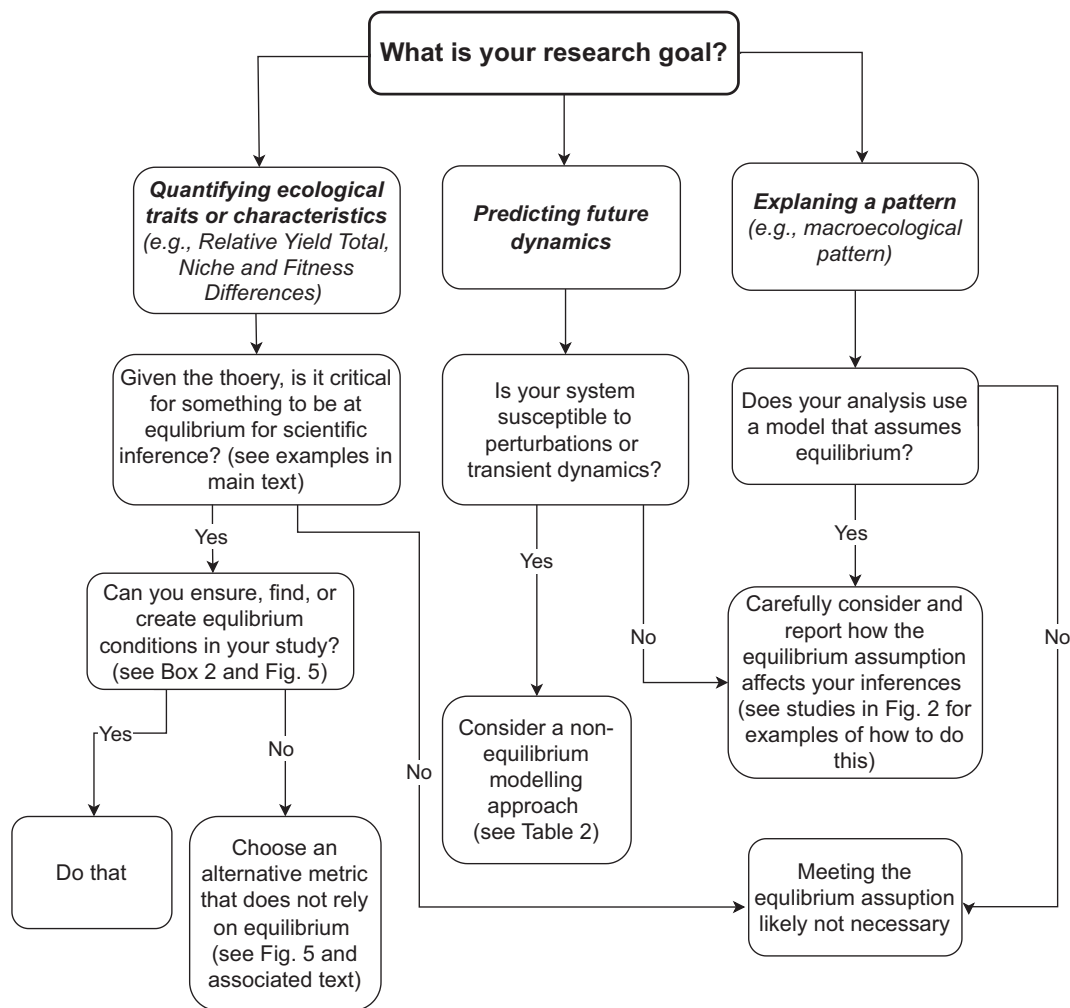 What is your research goal?
Quantifying ecological
traits or characteristics
(e.g., Relative Yield Total,
Niche and Fitness
Differences)
Predicting future
dynamics
Explaning a pattern
(e.g., macroecological
pattern)
Given the thoery, is it critical
for something to be at
equlibrium for scientific
inference? (see examples in
main text)
Is your system
susceptible to
perturbations or
transient dynamics?
Does your analysis use
a model that assumes
equilibrium?
Yes
Yes
Yes
No
No
No
Can you ensure, find, or
create equlibrium
conditions in your study?
(see Box 2 and Fig. 5)
Carefully consider and
report how the
equilibrium assumption
affects your inferences
(see studies in Fig. 2 for
examples of how to do
this)
Yes
No
Consider a non-
equilibrium
modelling
approach
(see Table 2)
Do that
Choose an
alternative metric
that does not rely
on equilibrium
(see Fig. 5 and
associated text)
Meeting the
equlibrium assuption
likely not necessary